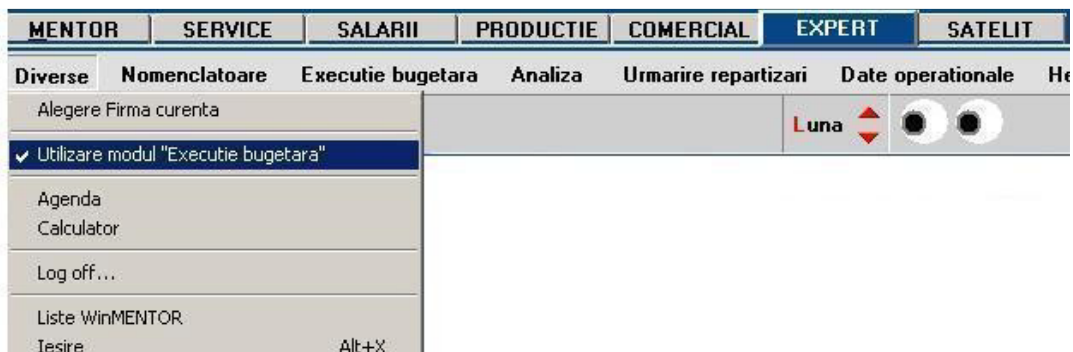 MENTOR SERVICE SALARII PRODUCTIE COMERCIAL EXPERT SATELIT
Diverse Nomenclatoare Executie bugetara Analiza Urmarire repartizari Date operationale He
Alegere Firma curenta
Luna
Utilizare modul "Executie bugetara"
Agenda
Calculator
Log off...
Liste WinMENTOR
Iesire Alt+X